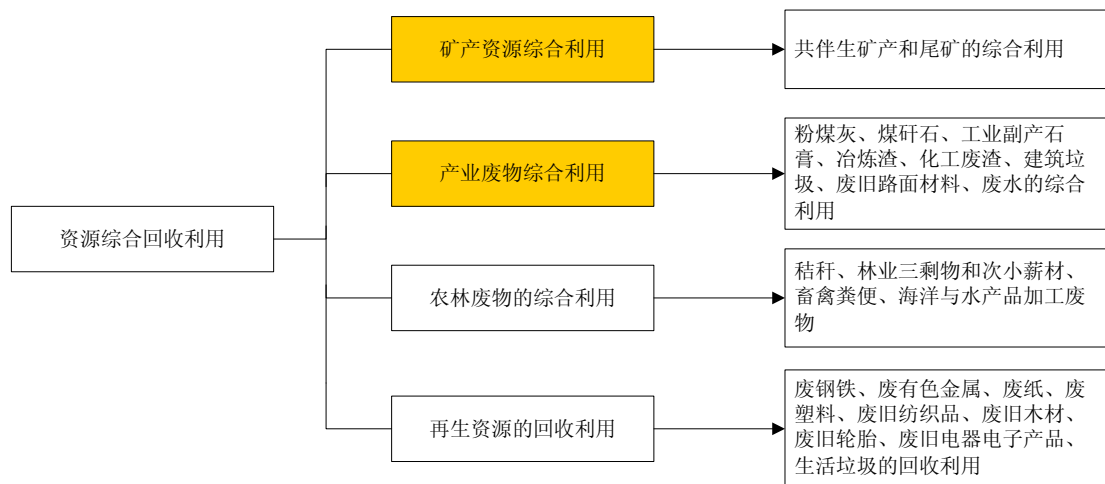 资源综合回收利用
矿产资源综合利用
共伴生矿产和尾矿的综合利用
产业废物综合利用
粉煤灰、煤矸石、工业副产石
膏、冶炼渣、化工废渣、建筑垃
圾、废旧路面材料、废水的综合
利用
农林废物的综合利用
秸秆、林业三剩物和次小薪材、
畜禽粪便、海洋与水产品加工废
物
再生资源的回收利用
废钢铁、废有色金属、废纸、废
塑料、废旧纺织品、废旧木材、
废旧轮胎、废旧电器电子产品、
生活垃圾的回收利用